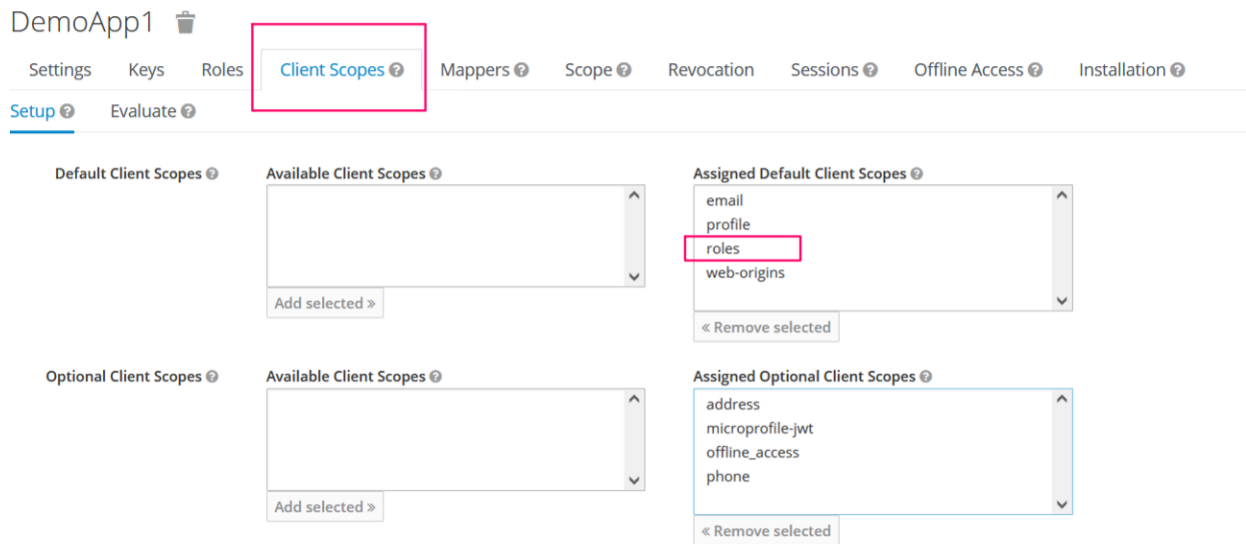 DemoApp1
Settings Keys Roles Client Scopes Mappers Scope Revocation Sessions Offline Access Installation
Setup Evaluate
Default Client Scopes Available Client Scopes Assigned Default Client Scopes
email
profile
roles
web-origins
Add selected »
« Remove selected
Optional Client Scopes Available Client Scopes Assigned Optional Client Scopes
address
microprofile-jwt
offline_access
phone
Add selected »
« Remove selected